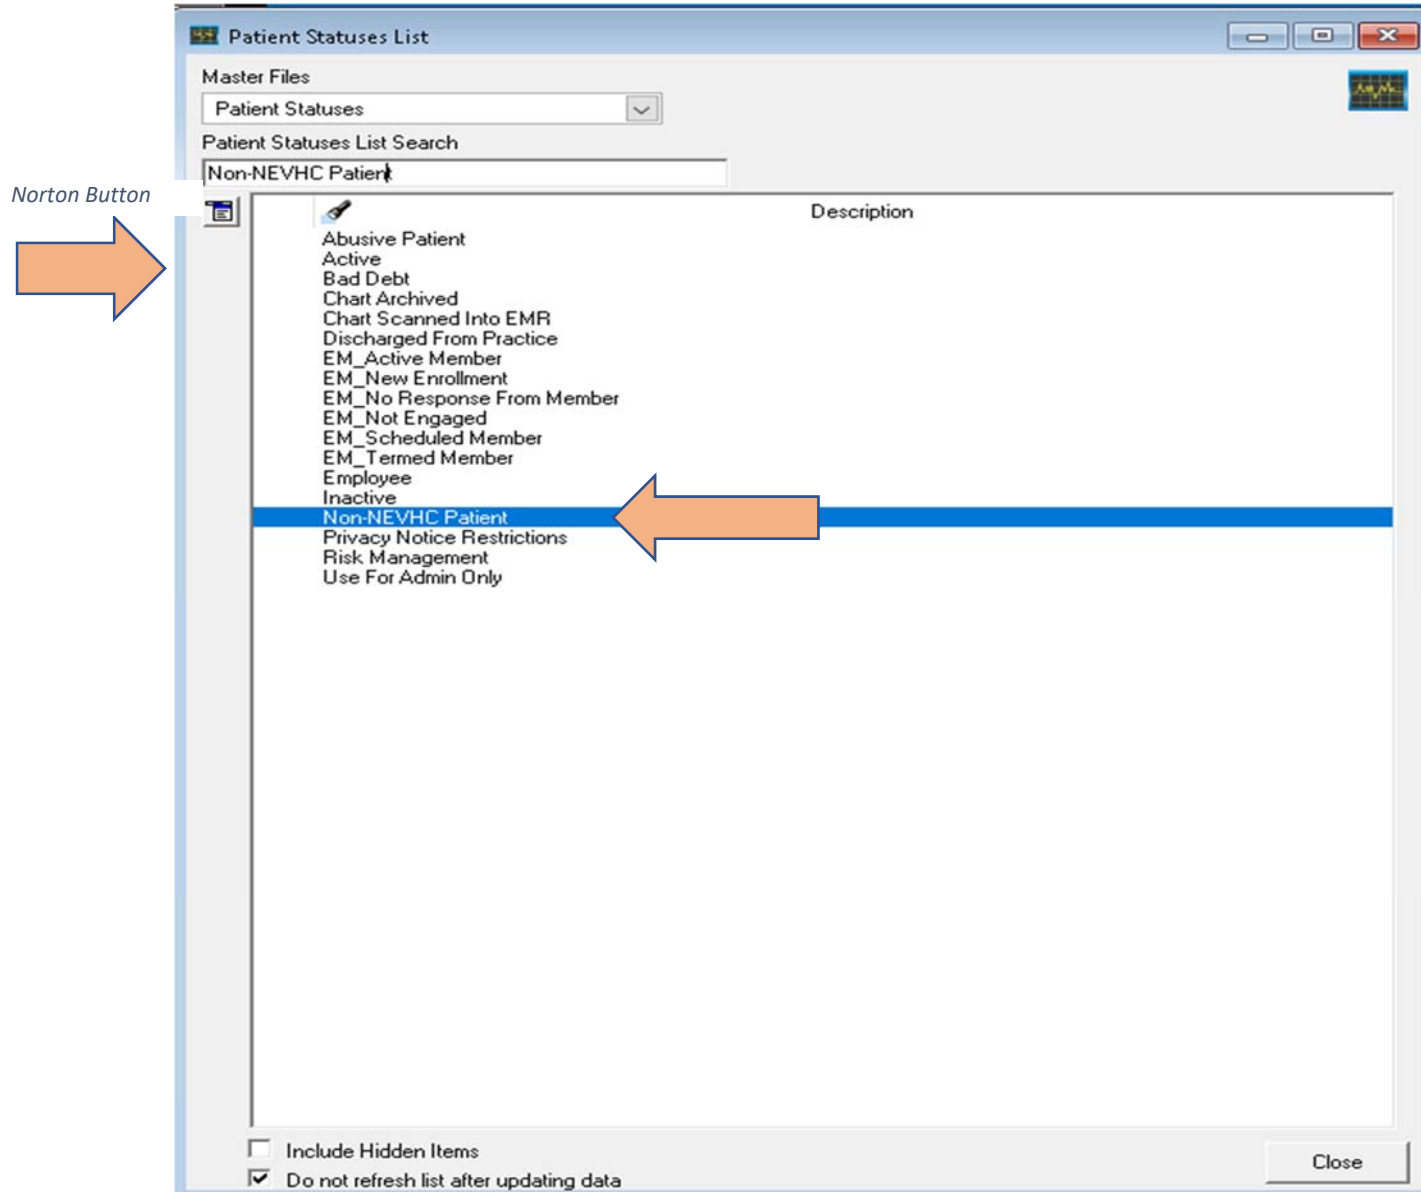 Patient Statuses List
Master Files
Patient Statuses
Patient Statuses List Search
Non-NEVHC Patient
Norton Button
Description
Abusive Patient
Active
Bad Debt
Chart Archived
Chart Scanned Into EMR
Discharged From Practice
EM_Active Member
EM_New Enrollment
EM_No Response From Member
EM_Not Engaged
EM_Scheduled Member
EM_Termed Member
Employee
Inactive
Non-NEVHC Patient
Privacy Notice Restrictions
Risk Management
Use For Admin Only
Include Hidden Items
Close
Do not refresh list after updating data